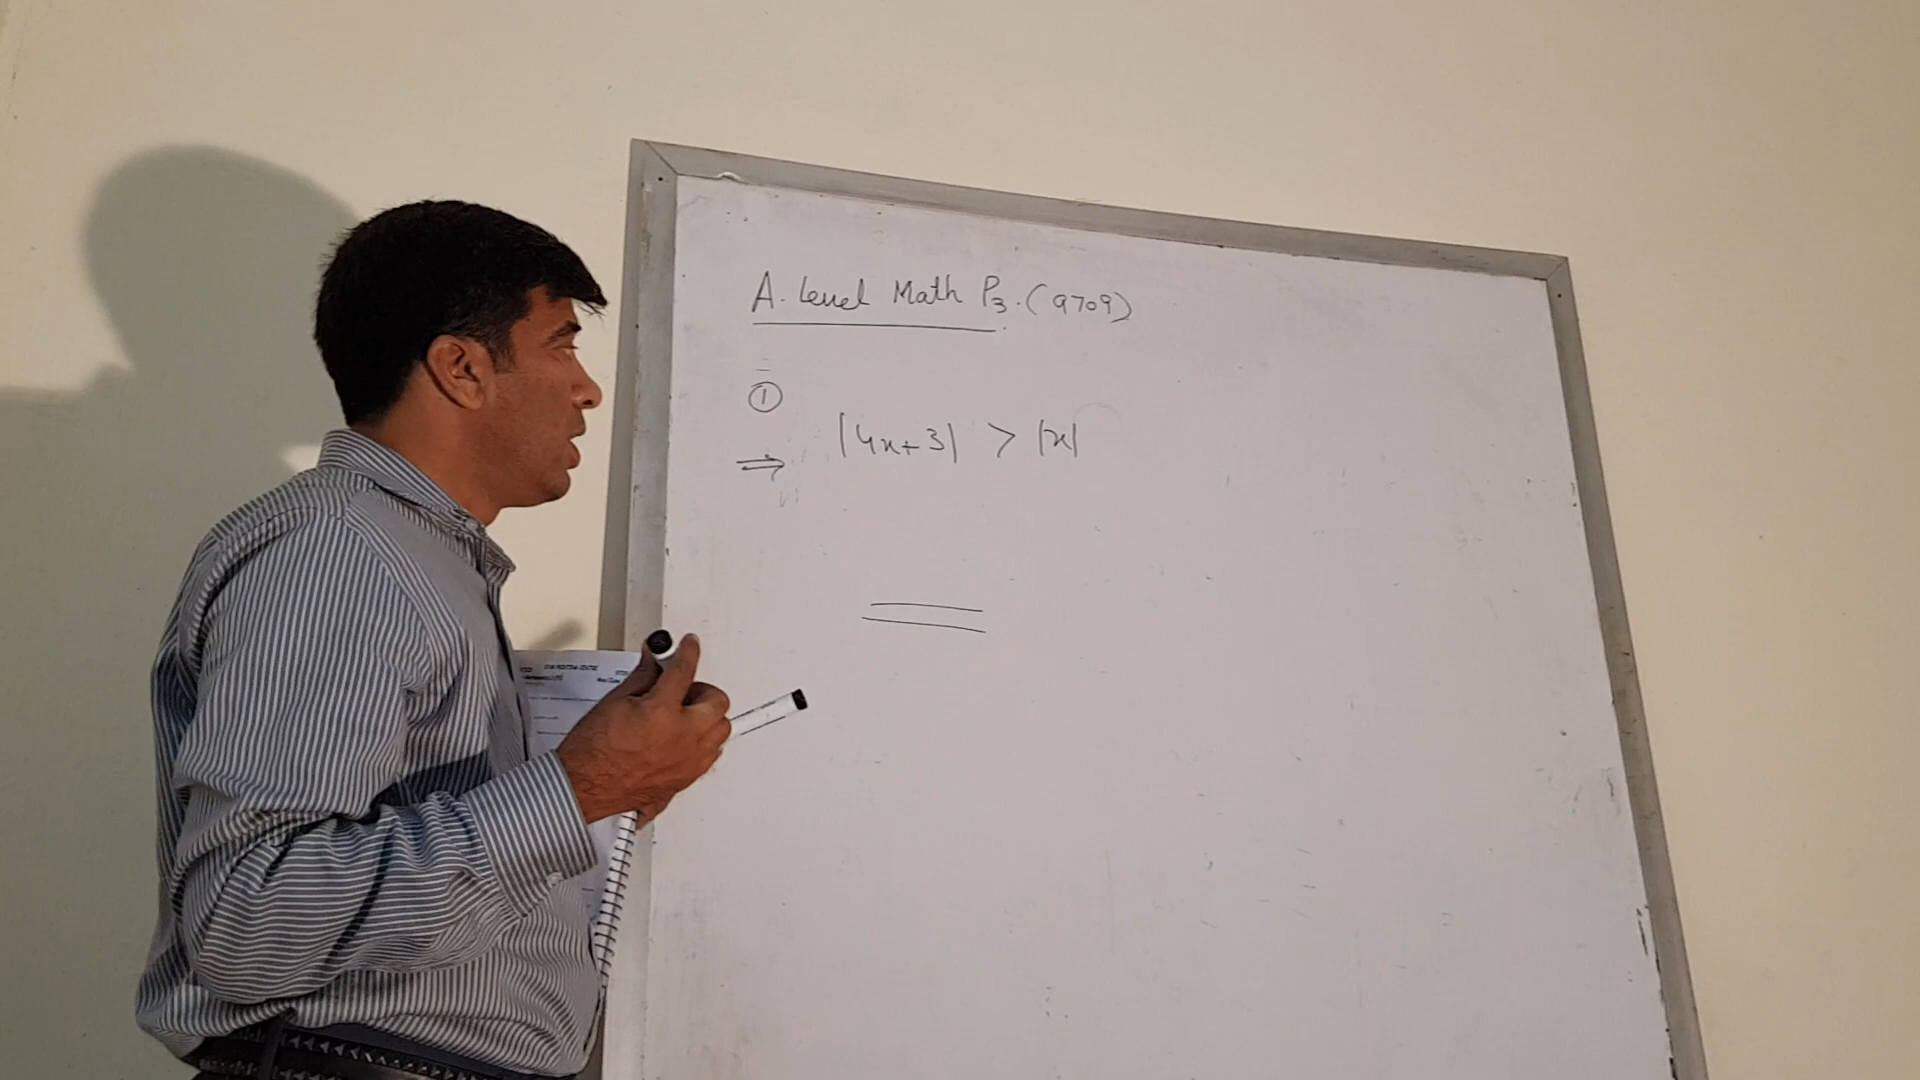 A. Level Math P3. (9709)
①
⇒ |4x+3| > |x|